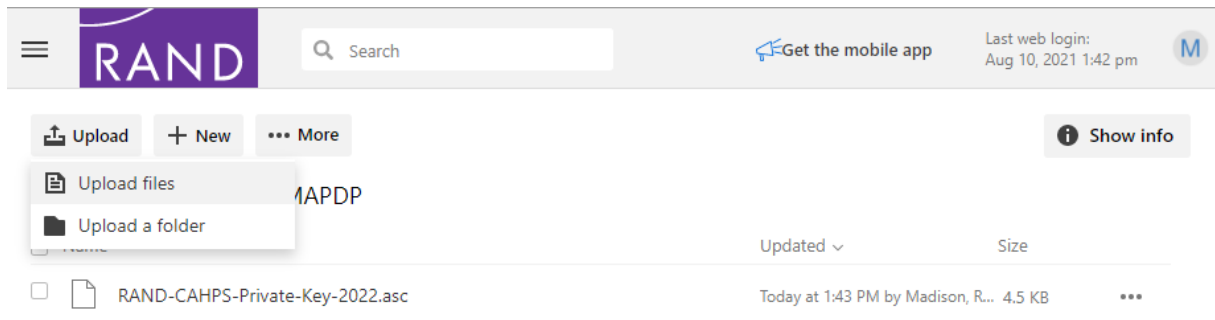 RAND
Search
Get the mobile app
Last web login:
Aug 10, 2021 1:42 pm
M
Upload
New
More
Show info
Upload files
MAPDP
Upload a folder
Name
Updated
Size
RAND-CAHPS-Private-Key-2022.asc
Today at 1:43 PM by Madison, R... 4.5 KB